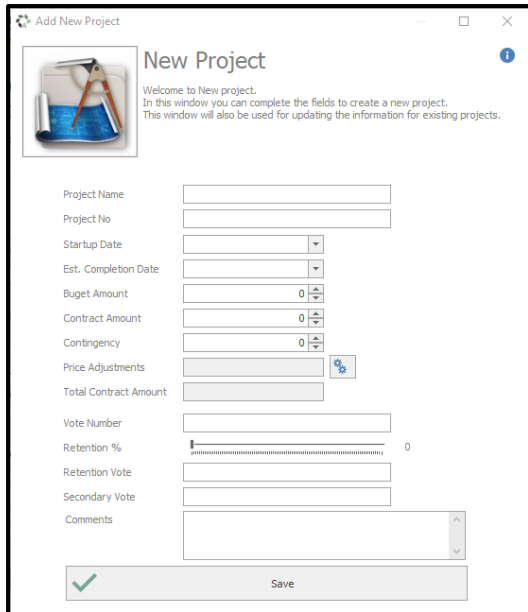 Add New Project
New Project
Welcome to New project.
In this window you can complete the fields to create a new project.
This window will also be used for updating the information for existing projects.
Project Name
Project No
Startup Date
Est. Completion Date
Buget Amount 0
Contract Amount 0
Contingency 0
Price Adjustments
Total Contract Amount
Vote Number
Retention % 0
Retention Vote
Secondary Vote
Comments
Save